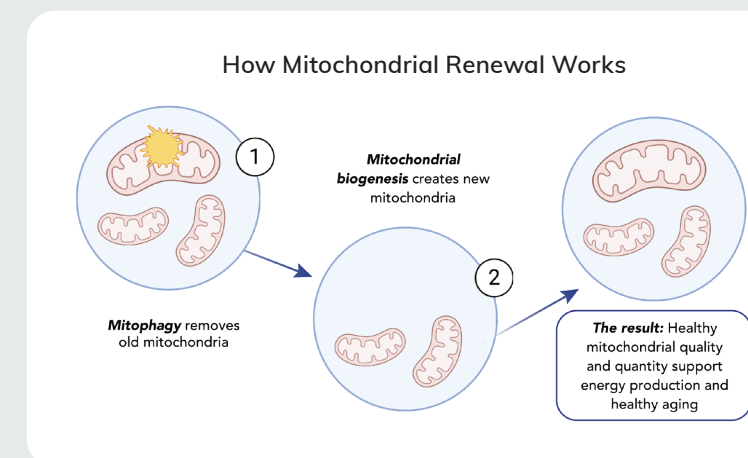 How Mitochondrial Renewal Works
1
Mitophagy removes
old mitochondria
Mitochondrial
biogenesis creates new
mitochondria
2
The result: Healthy
mitochondrial quality
and quantity support
energy production and
healthy aging